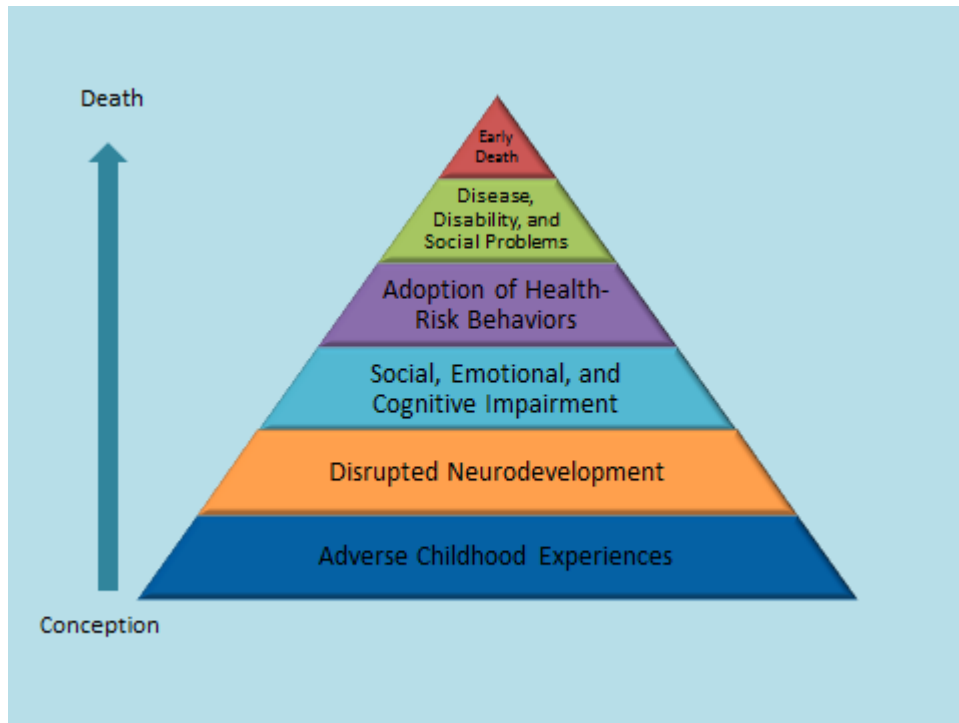 Death
Early
Death
Disease,
Disability, and
Social Problems
Adoption of Health-
Risk Behaviors
Social, Emotional, and
Cognitive Impairment
Disrupted Neurodevelopment
Adverse Childhood Experiences
Conception